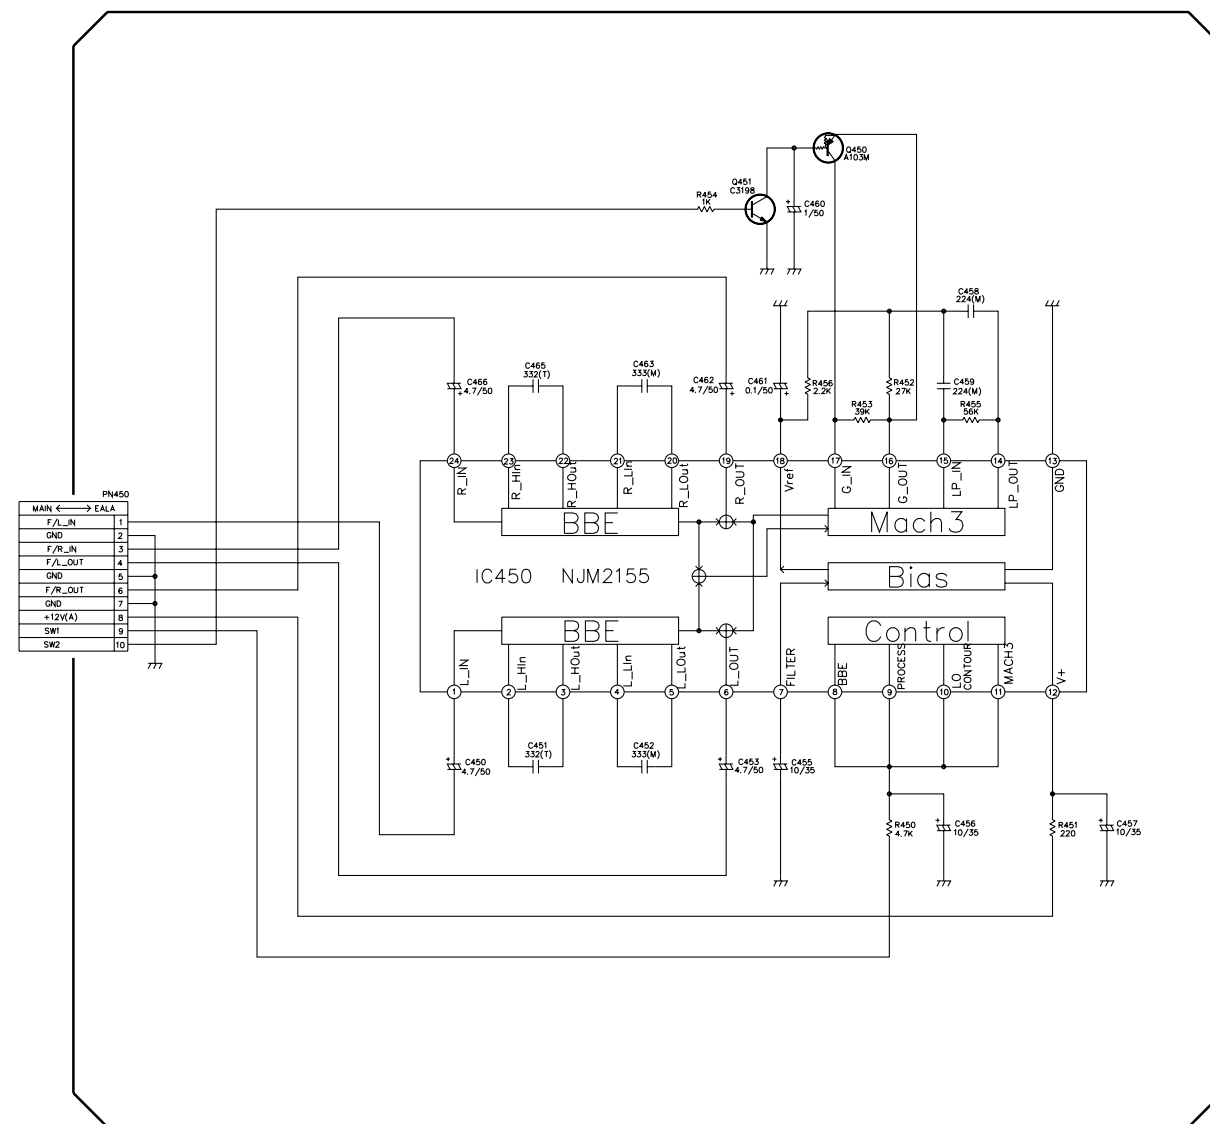 Q450
A103M
Q451
C3198
R454
1K
+
C460
1/50
C458
224(M)
C465
332(T)
C463
333(M)
C466
4.7/50
+
C462
4.7/50
+
C461
0.1/50
+
R456
2.2K
R452
27K
C459
224(M)
R453
39K
R455
56K
24
23
22
21
20
19
18
17
16
15
14
13
R_IN
R_HIn
R_HOut
R_LIn
R_LOut
R_OUT
Vref
G_IN
G_OUT
LP_IN
LP_OUT
GND
PN450
MAIN ⟷ EALA
F/L_IN 1
GND 2
F/R_IN 3
F/L_OUT 4
GND 5
F/R_OUT 6
GND 7
+12V(A) 8
SW1 9
SW2 10
BBE
Mach3
IC450 NJM2155
Bias
BBE
Control
L_IN
L_HIn
L_HOut
L_LIn
L_LOut
L_OUT
FILTER
BBE
PROCESS
LO
CONTOUR
MACH3
V+
1
2
3
4
5
6
7
8
9
10
11
12
+
C450
4.7/50
C451
332(T)
C452
333(M)
+
C453
4.7/50
+
C455
10/35
R450
4.7K
+
C456
10/35
R451
220
+
C457
10/35